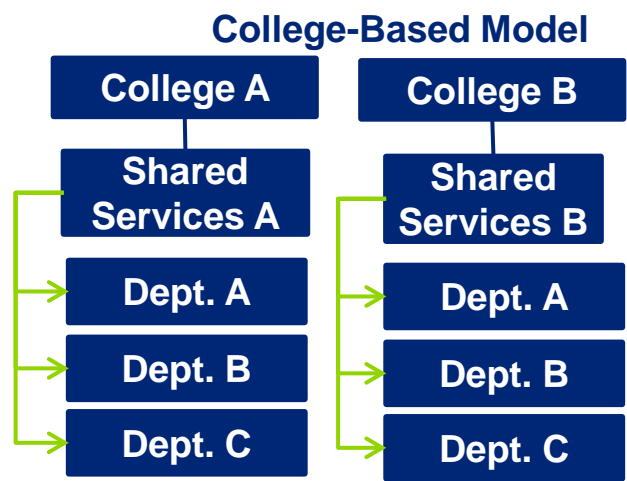 College-Based Model
College A
Shared
Services A
Dept. A
Dept. B
Dept. C
College B
Shared
Services B
Dept. A
Dept. B
Dept. C